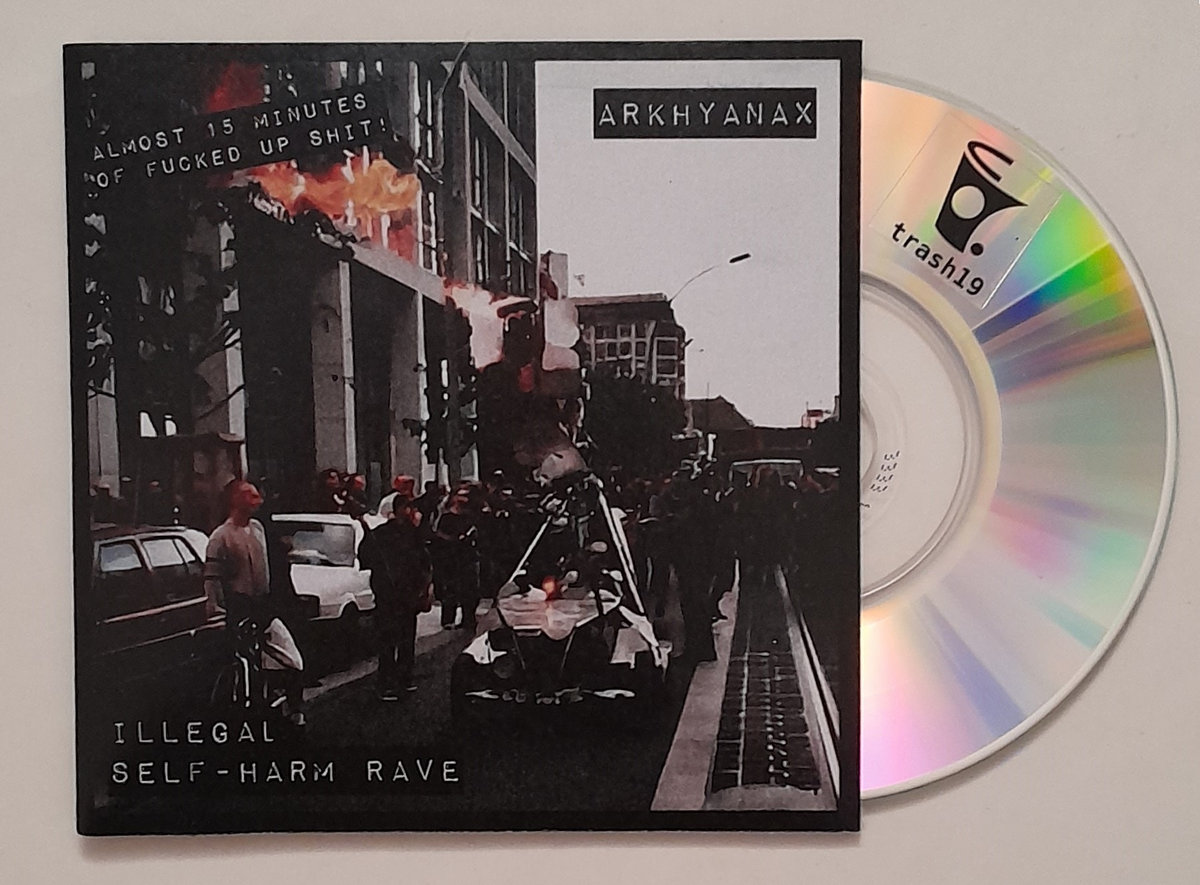 ALMOST 15 MINUTES
OF FUCKED UP SHIT!
ARKHYANAX
trash19
ILLEGAL
SELF-HARM RAVE